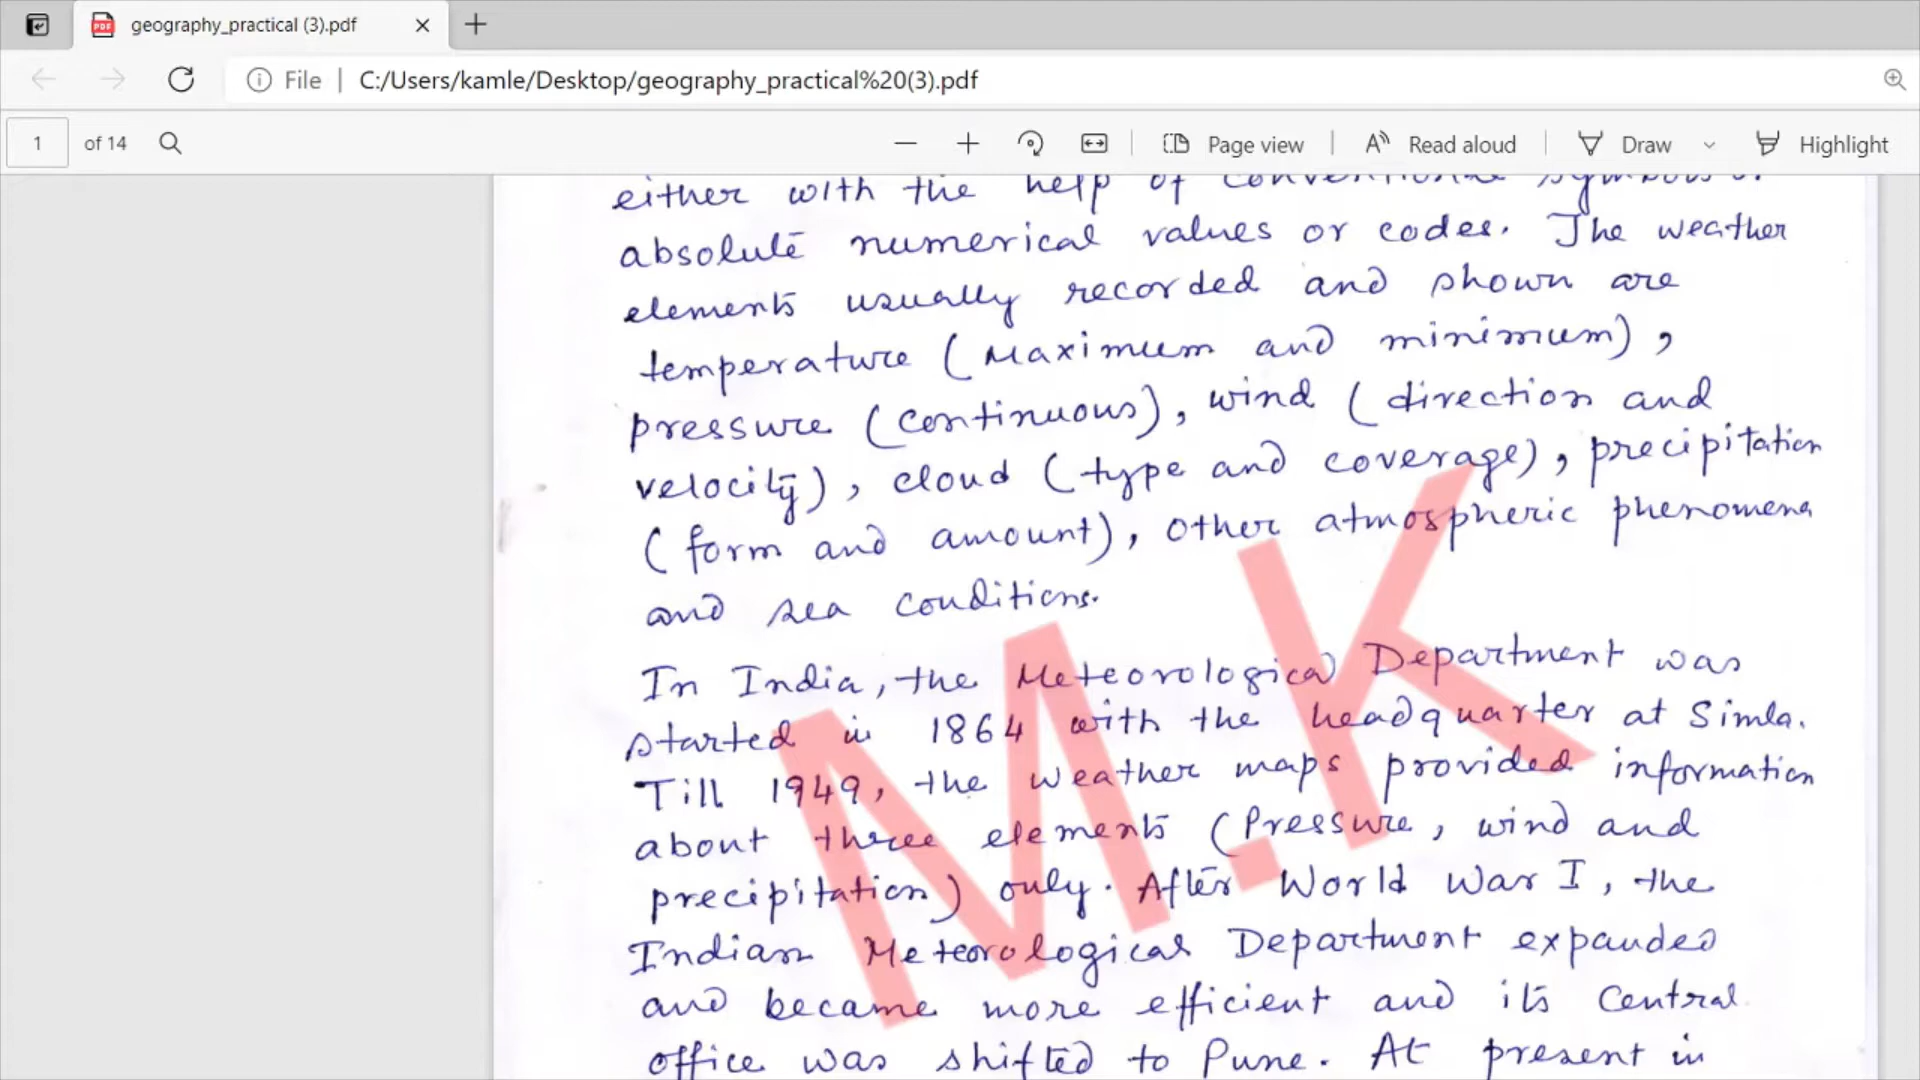 geography_practical (3).pdf
File | C:/Users/kamle/Desktop/geography_practical%20(3).pdf
1 of 14
Page view
Read aloud
Draw
Highlight
either with the help of conventional symbols or
absolute numerical values or codes. The weather
elements usually recorded and shown are
temperature (Maximum and minimum),
pressure (continuous), wind (direction and
velocity), cloud (type and coverage), precipitation
(form and amount), other atmospheric phenomena
and sea conditions.
In India, the Meteorological Department was
started in 1864 with the headquarter at Simla.
Till 1949, the weather maps provided information
about three elements (Pressure, wind and
precipitation) only. After World War I, the
Indian Meteorological Department expanded
and became more efficient and its Central
office was shifted to Pune. At present in
M.K